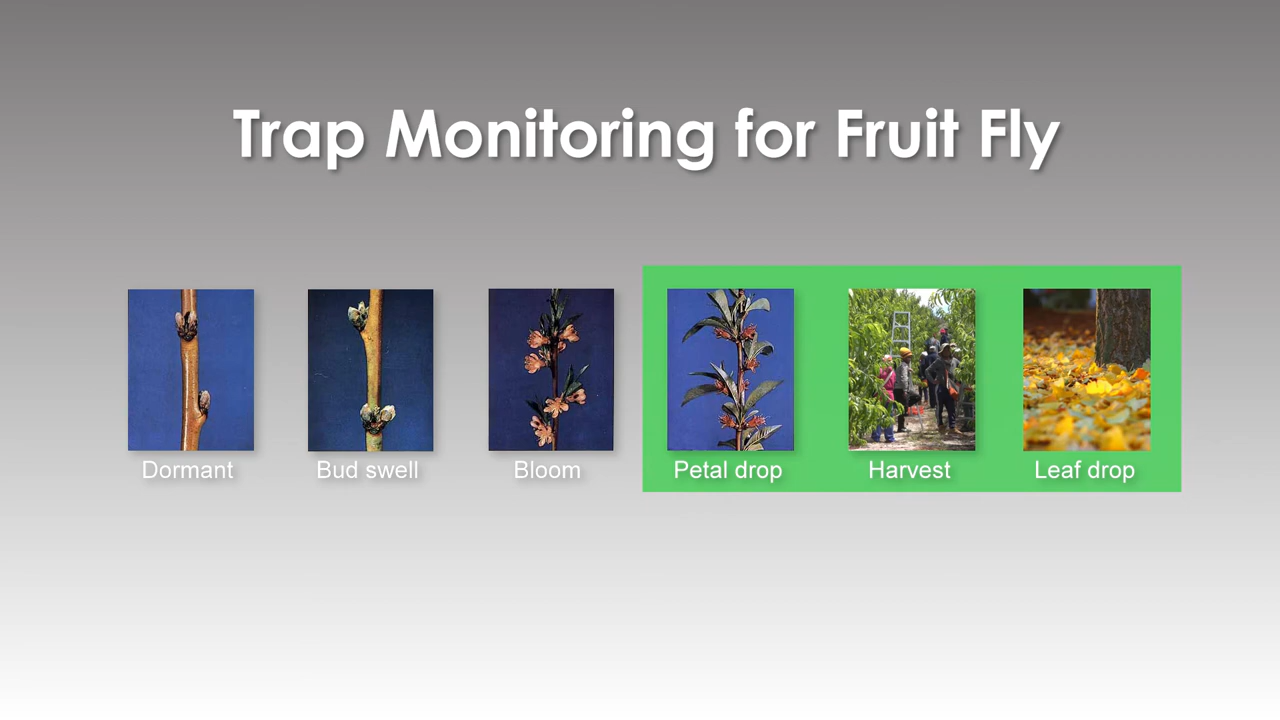 Trap Monitoring for Fruit Fly
Dormant
Bud swell
Bloom
Petal drop
Harvest
Leaf drop